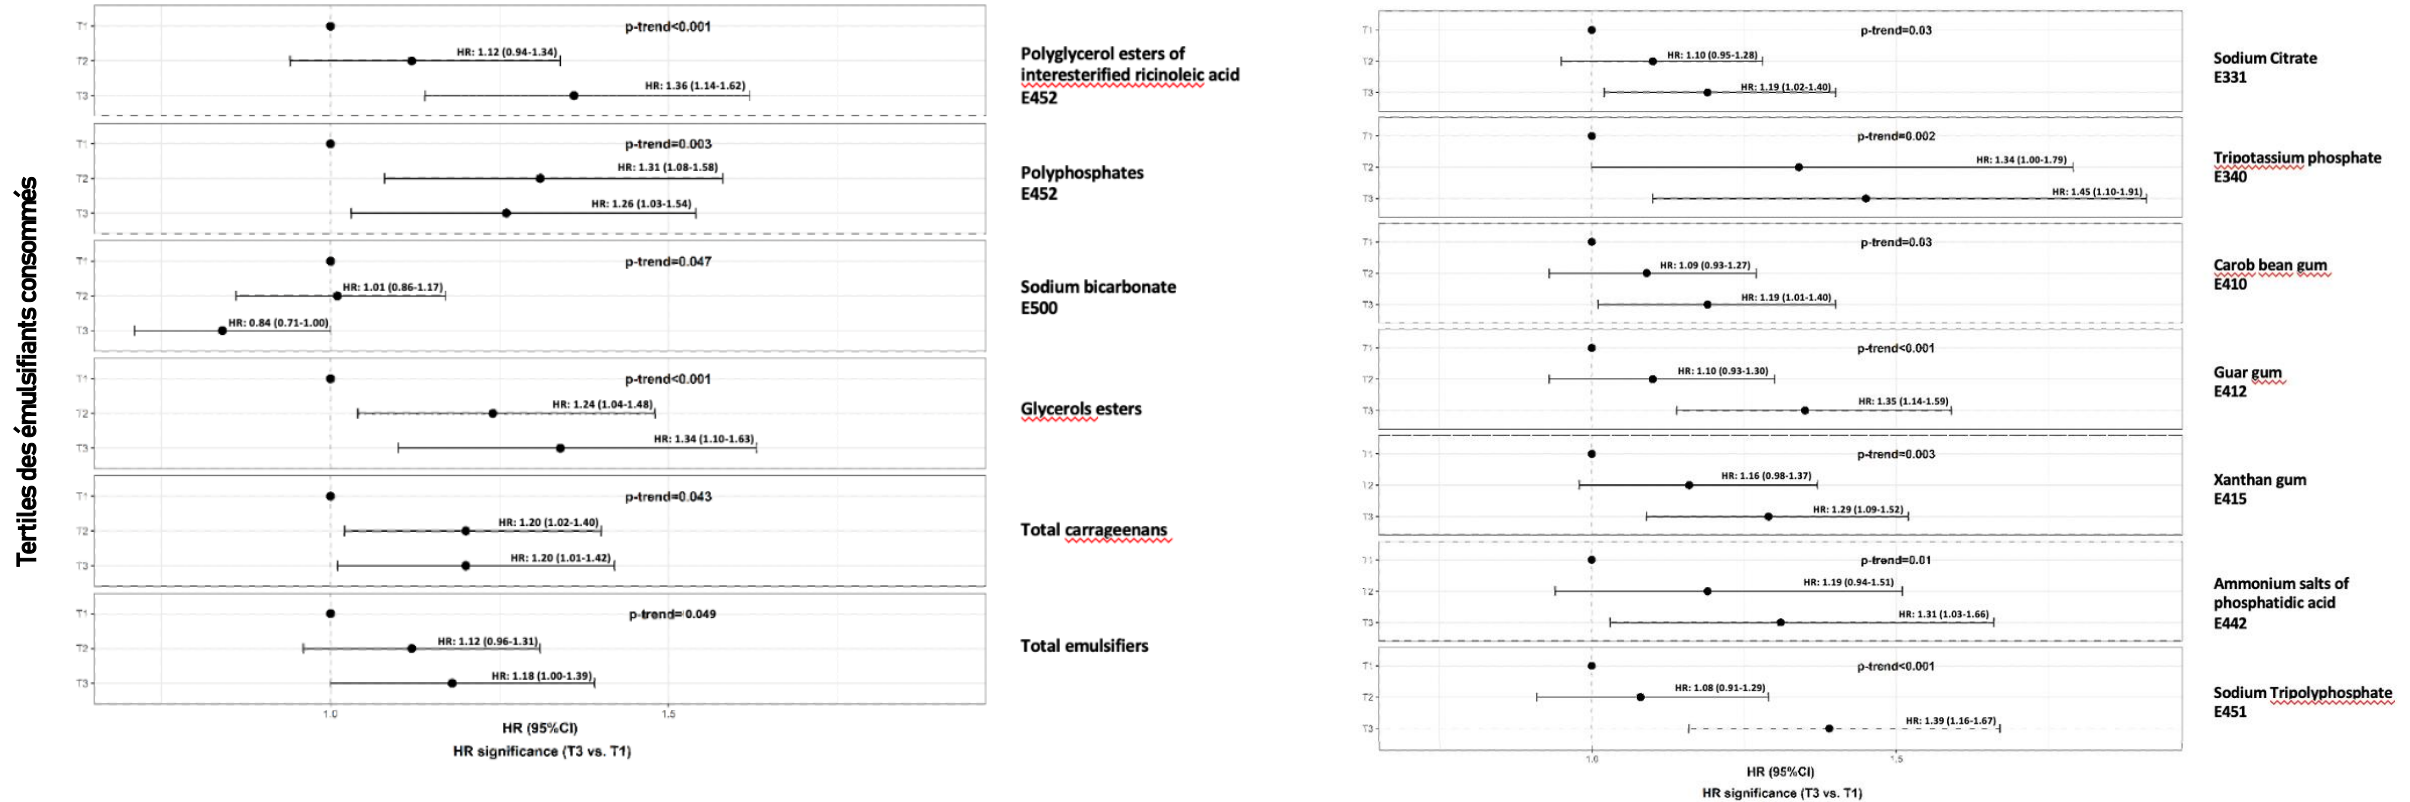 Tertiles des émulsifiants consommés
T1
p-trend<0.001
HR: 1.12 (0.94-1.34)
T2
HR: 1.36 (1.14-1.62)
T3
Polyglycerol esters of
interesterified ricinoleic acid
E452
T1
p-trend=0.003
HR: 1.31 (1.08-1.58)
T2
HR: 1.26 (1.03-1.54)
T3
Polyphosphates
E452
T1
p-trend=0.047
HR: 1.01 (0.86-1.17)
T2
HR: 0.84 (0.71-1.00)
T3
Sodium bicarbonate
E500
T1
p-trend<0.001
HR: 1.24 (1.04-1.48)
T2
HR: 1.34 (1.10-1.63)
T3
Glycerols esters
T1
p-trend=0.043
HR: 1.20 (1.02-1.40)
T2
HR: 1.20 (1.01-1.42)
T3
Total carrageenans
T1
p-trend= 0.049
HR: 1.12 (0.96-1.31)
T2
HR: 1.18 (1.00-1.39)
T3
Total emulsifiers
1.0
1.5
HR (95%CI)
HR significance (T3 vs. T1)
T1
p-trend=0.03
HR: 1.10 (0.95-1.28)
T2
HR: 1.19 (1.02-1.40)
T3
Sodium Citrate
E331
T1
p-trend=0.002
HR: 1.34 (1.00-1.79)
T2
HR: 1.45 (1.10-1.91)
T3
Tripotassium phosphate
E340
T1
p-trend=0.03
HR: 1.09 (0.93-1.27)
T2
HR: 1.19 (1.01-1.40)
T3
Carob bean gum
E410
T1
p-trend<0.001
HR: 1.10 (0.93-1.30)
T2
HR: 1.35 (1.14-1.59)
T3
Guar gum
E412
T1
p-trend=0.003
HR: 1.16 (0.98-1.37)
T2
HR: 1.29 (1.09-1.52)
T3
Xanthan gum
E415
T1
p-trend=0.01
HR: 1.19 (0.94-1.51)
T2
HR: 1.31 (1.03-1.66)
T3
Ammonium salts of
phosphatidic acid
E442
T1
p-trend<0.001
HR: 1.08 (0.91-1.29)
T2
HR: 1.39 (1.16-1.67)
T3
Sodium Tripolyphosphate
E451
1.0
1.5
HR (95%CI)
HR significance (T3 vs. T1)